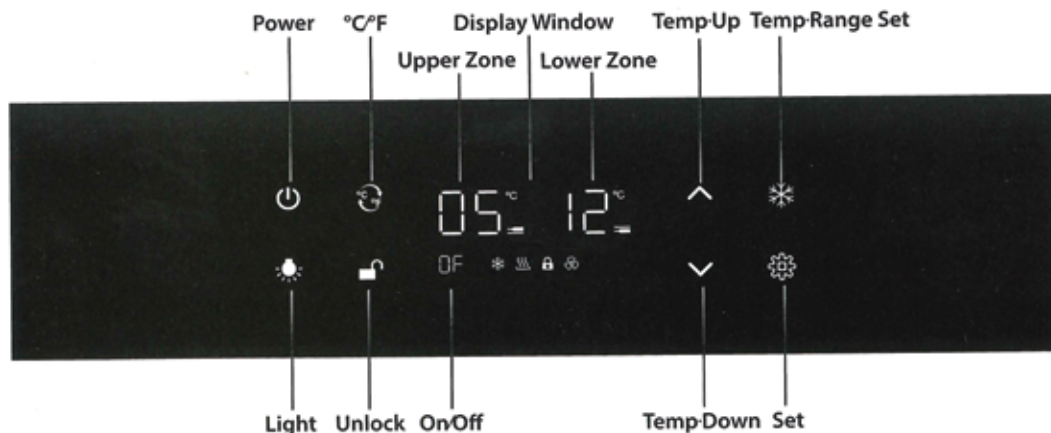 Power °C/°F Display Window Temp·Up Temp·Range Set
Upper Zone Lower Zone
05 °C 12 °C
°C °F
OF
Light Unlock On/Off Temp·Down Set